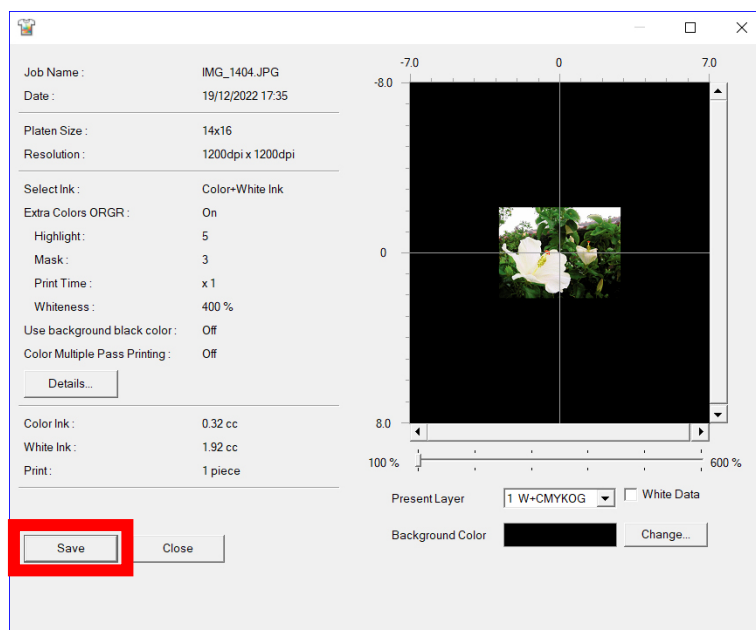 Job Name : IMG_1404.JPG
Date : 19/12/2022 17:35
Platen Size : 14x16
Resolution : 1200dpi x 1200dpi
Select Ink : Color+White Ink
Extra Colors ORGR : On
Highlight : 5
Mask : 3
Print Time : x 1
Whiteness : 400 %
Use background black color : Off
Color Multiple Pass Printing : Off
Details...
Color Ink : 0.32 cc
White Ink : 1.92 cc
Print : 1 piece
Save Close
-7.0 0 7.0
-8.0
0
8.0
100 % 600 %
Present Layer 1 W+CMYKOG White Data
Background Color Change...